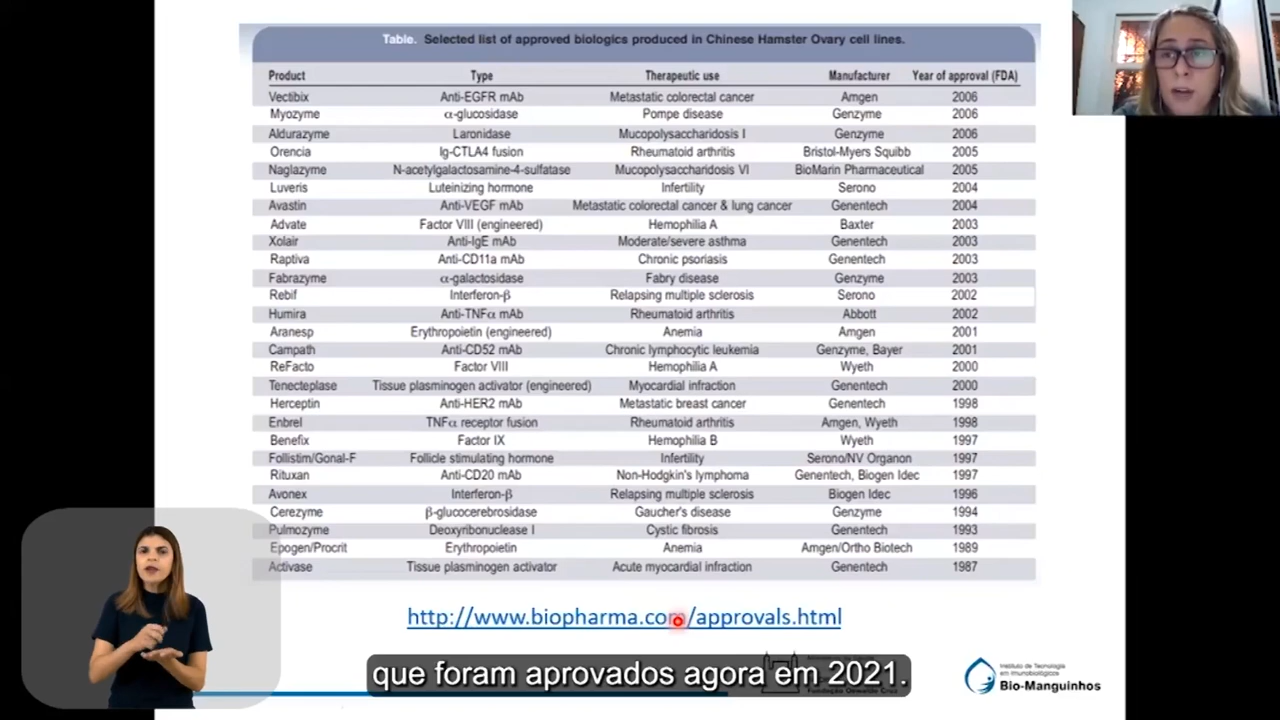 Table. Selected list of approved biologics produced in Chinese Hamster Ovary cell lines.
Product Type Therapeutic use Manufacturer Year of approval (FDA)
Vectibix Anti-EGFR mAb Metastatic colorectal cancer Amgen 2006
Myozyme α-glucosidase Pompe disease Genzyme 2006
Aldurazyme Laronidase Mucopolysaccharidosis I Genzyme 2006
Orencia Ig-CTLA4 fusion Rheumatoid arthritis Bristol-Myers Squibb 2005
Naglazyme N-acetylgalactosamine-4-sulfatase Mucopolysaccharidosis VI BioMarin Pharmaceutical 2005
Luveris Luteinizing hormone Infertility Serono 2004
Avastin Anti-VEGF mAb Metastatic colorectal cancer & lung cancer Genentech 2004
Advate Factor VIII (engineered) Hemophilia A Baxter 2003
Xolair Anti-IgE mAb Moderate/severe asthma Genentech 2003
Raptiva Anti-CD11a mAb Chronic psoriasis Genentech 2003
Fabrazyme α-galactosidase Fabry disease Genzyme 2003
Rebif Interferon-β Relapsing multiple sclerosis Serono 2002
Humira Anti-TNFα mAb Rheumatoid arthritis Abbott 2002
Aranesp Erythropoietin (engineered) Anemia Amgen 2001
Campath Anti-CD52 mAb Chronic lymphocytic leukemia Genzyme, Bayer 2001
ReFacto Factor VIII Hemophilia A Wyeth 2000
Tenecteplase Tissue plasminogen activator (engineered) Myocardial infraction Genentech 2000
Herceptin Anti-HER2 mAb Metastatic breast cancer Genentech 1998
Enbrel TNFα receptor fusion Rheumatoid arthritis Amgen, Wyeth 1998
Benefix Factor IX Hemophilia B Wyeth 1997
Follistim/Gonal-F Follicle stimulating hormone Infertility Serono/NV Organon 1997
Rituxan Anti-CD20 mAb Non-Hodgkin's lymphoma Genentech, Biogen Idec 1997
Avonex Interferon-β Relapsing multiple sclerosis Biogen Idec 1996
Cerezyme β-glucocerebrosidase Gaucher's disease Genzyme 1994
Pulmozyme Deoxyribonuclease I Cystic fibrosis Genentech 1993
Epogen/Procrit Erythropoietin Anemia Amgen/Ortho Biotech 1989
Activase Tissue plasminogen activator Acute myocardial infraction Genentech 1987
http://www.biopharma.com/approvals.html
que foram aprovados agora em 2021.
Fundação Oswaldo Cruz
Instituto de Tecnologia
em Imunobiológicos
Bio-Manguinhos